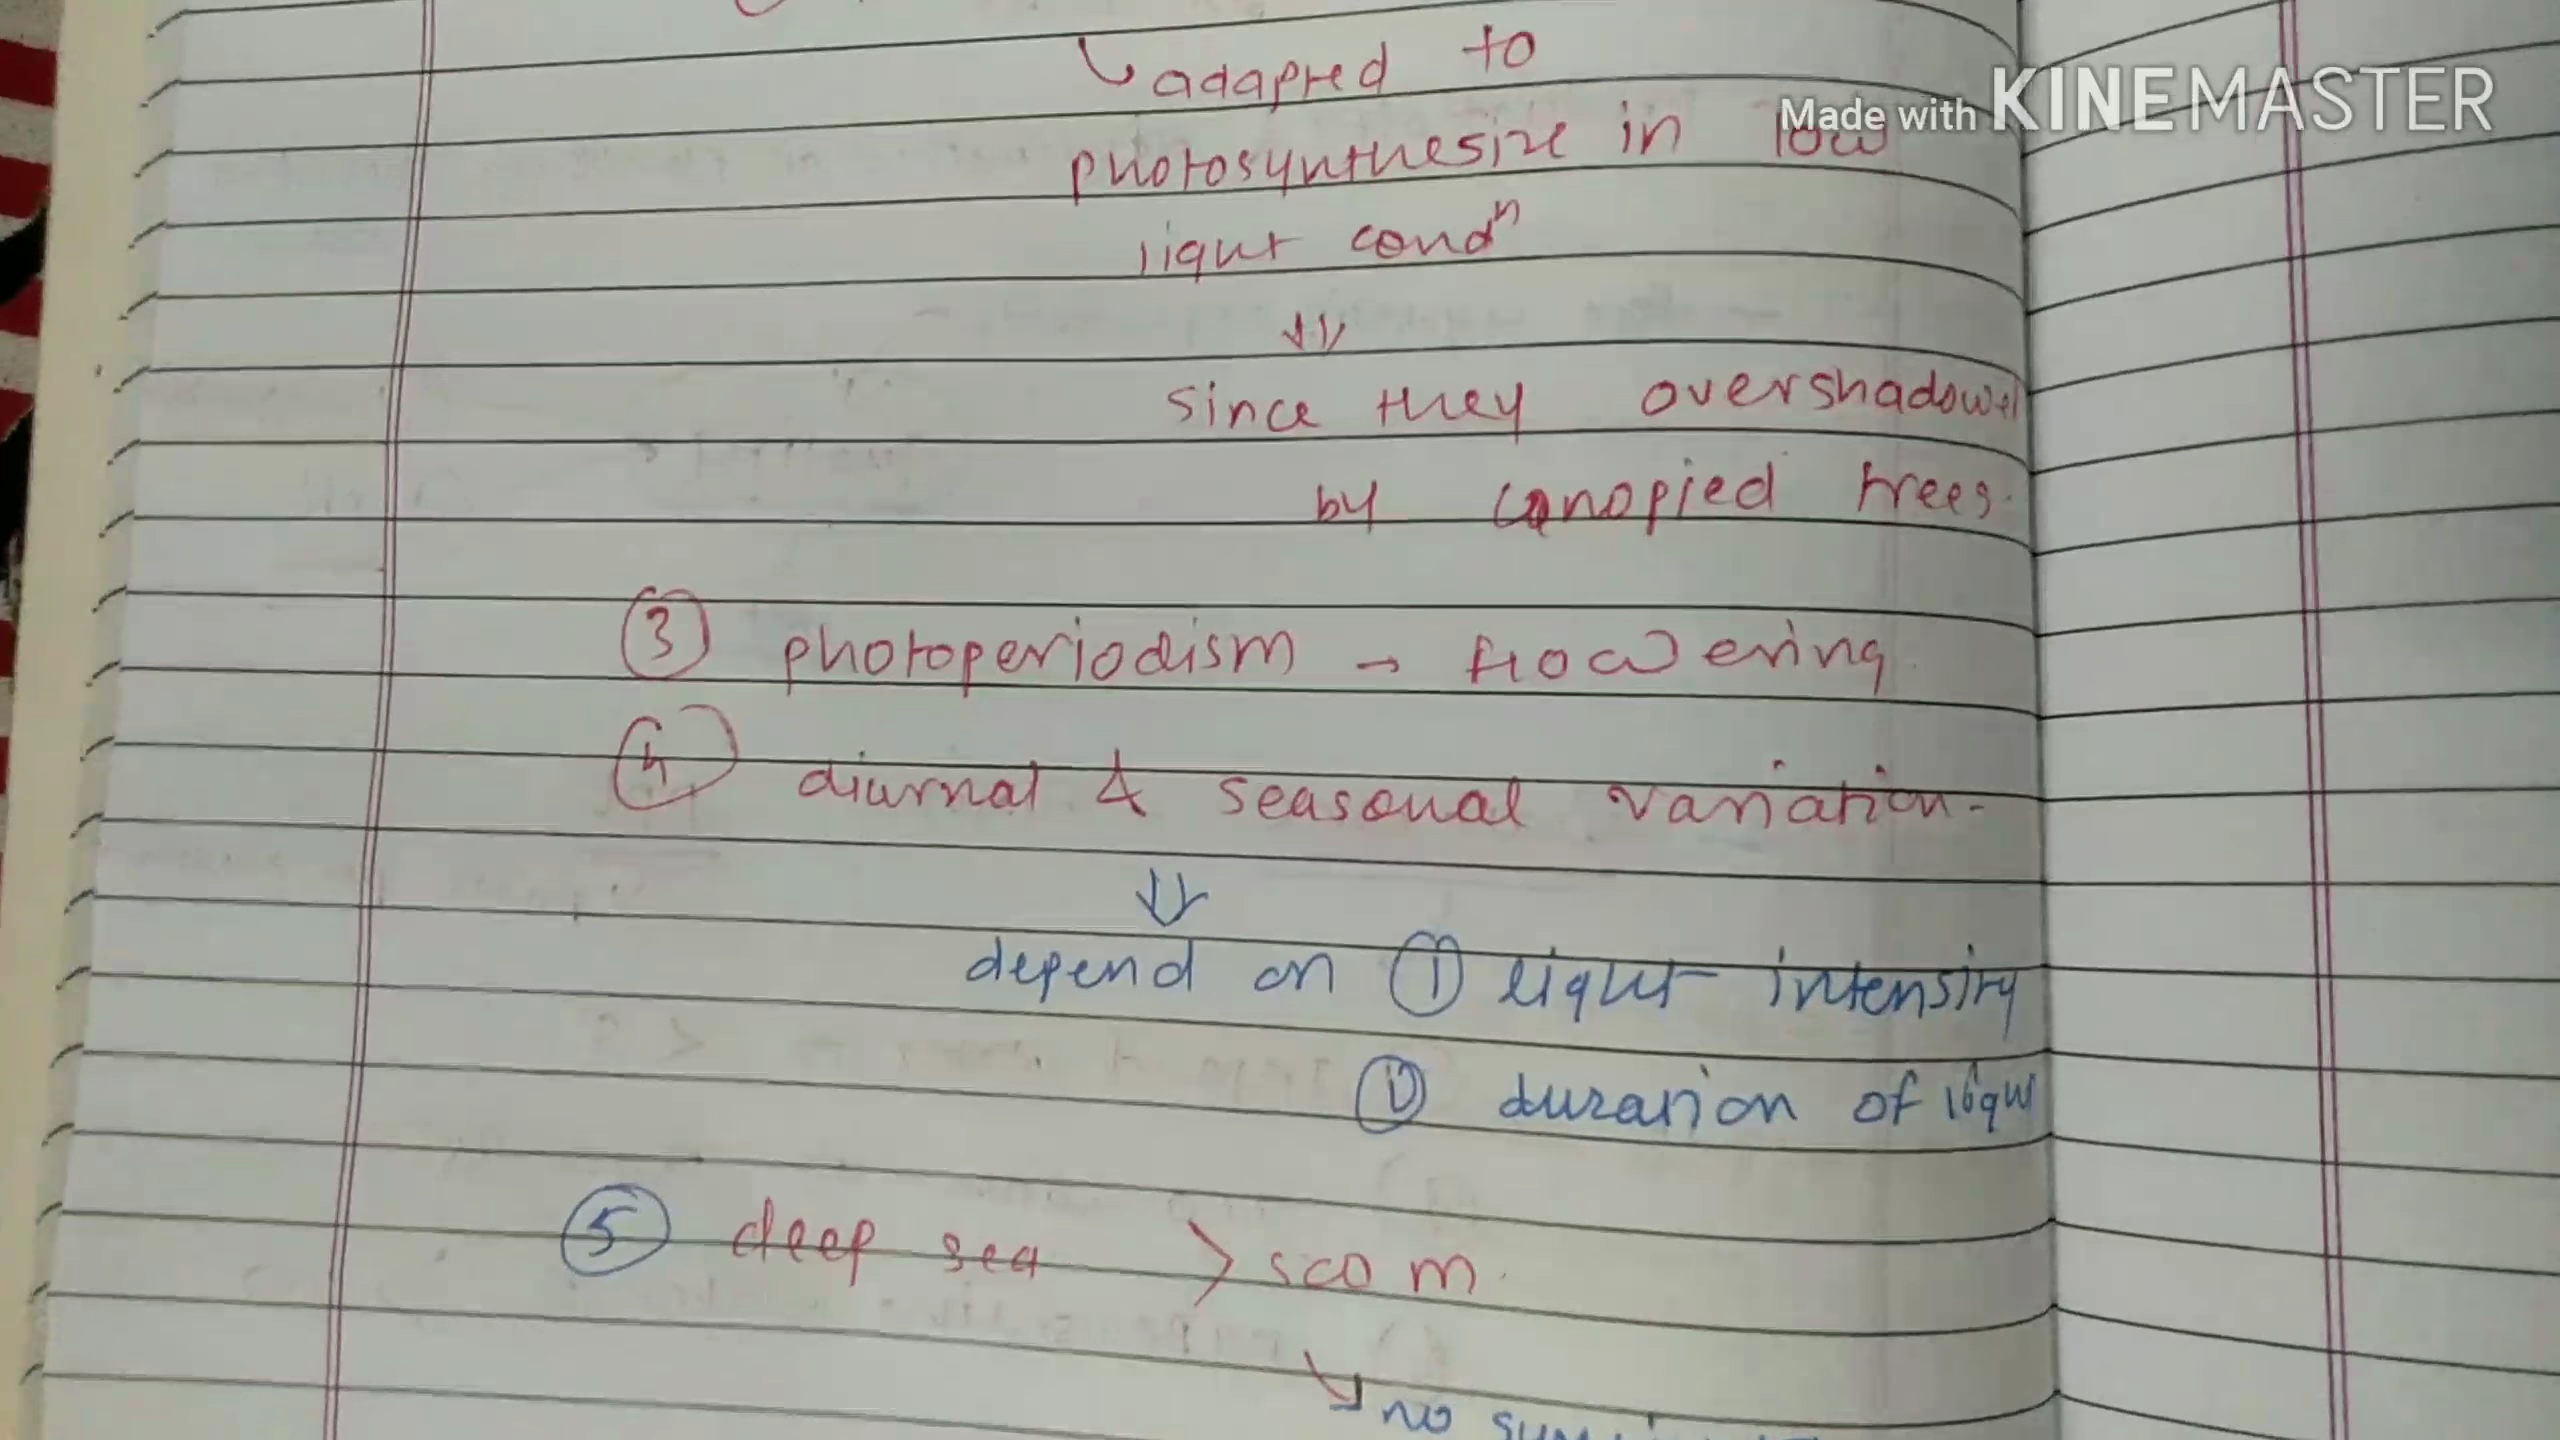 adapted to
Made with KINEMASTER
photosynthesize in low
light condⁿ
since they overshadowed
by canopied trees.
③ photoperiodism → flowering
④ diurnal & seasonal variation.
depend on ① light intensity
② duration of light
⑤ deep sea > 500 m.
no